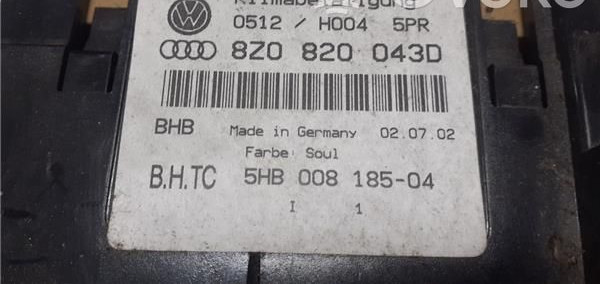 0512 / H004 5PR
8Z0 820 043D
BHB Made in Germany 02.07.02
Farbe: Soul
B.H.TC 5HB 008 185-04
I 1